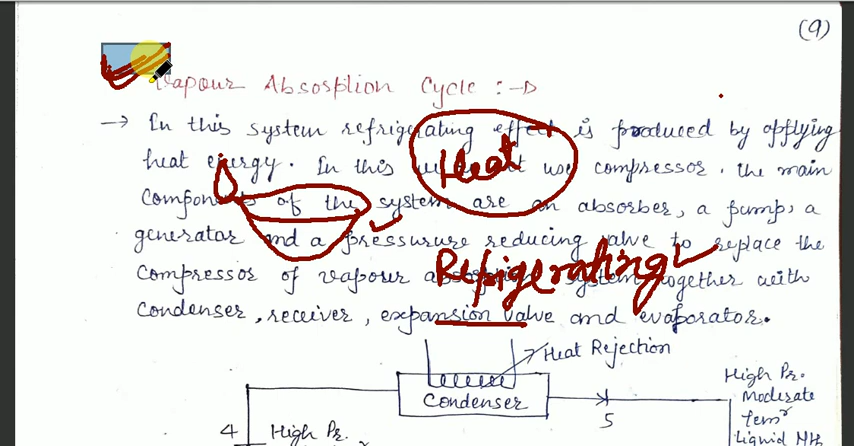 (9)
Vapour Absorption Cycle :-
→ In this system refrigerating effect is produced by applying
heat energy. In this use compressor. the main
components of the system are an absorber, a pump, a
generator and a pressurure reducing valve to replace the
Heat
compressor of vapour system together with
Refrigerating
condenser, receiver, expansion valve and evaporator.
Heat Rejection
Condenser
High Pr.
Moderate
Temr
liquid NH
5
4 High Pr.